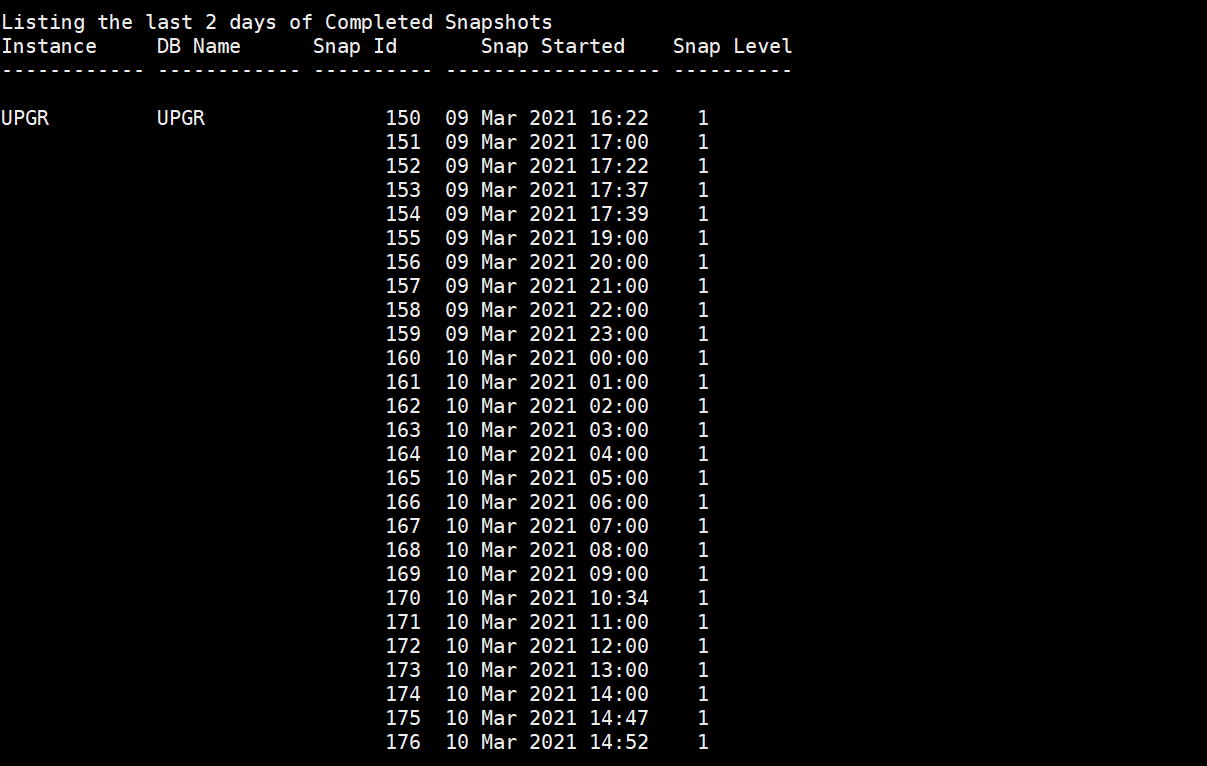 Listing the last 2 days of Completed Snapshots
Instance     DB Name      Snap Id       Snap Started    Snap Level
------------ ------------ ---------- ------------------ ----------
UPGR         UPGR               150  09 Mar 2021 16:22    1
                                151  09 Mar 2021 17:00    1
                                152  09 Mar 2021 17:22    1
                                153  09 Mar 2021 17:37    1
                                154  09 Mar 2021 17:39    1
                                155  09 Mar 2021 19:00    1
                                156  09 Mar 2021 20:00    1
                                157  09 Mar 2021 21:00    1
                                158  09 Mar 2021 22:00    1
                                159  09 Mar 2021 23:00    1
                                160  10 Mar 2021 00:00    1
                                161  10 Mar 2021 01:00    1
                                162  10 Mar 2021 02:00    1
                                163  10 Mar 2021 03:00    1
                                164  10 Mar 2021 04:00    1
                                165  10 Mar 2021 05:00    1
                                166  10 Mar 2021 06:00    1
                                167  10 Mar 2021 07:00    1
                                168  10 Mar 2021 08:00    1
                                169  10 Mar 2021 09:00    1
                                170  10 Mar 2021 10:34    1
                                171  10 Mar 2021 11:00    1
                                172  10 Mar 2021 12:00    1
                                173  10 Mar 2021 13:00    1
                                174  10 Mar 2021 14:00    1
                                175  10 Mar 2021 14:47    1
                                176  10 Mar 2021 14:52    1